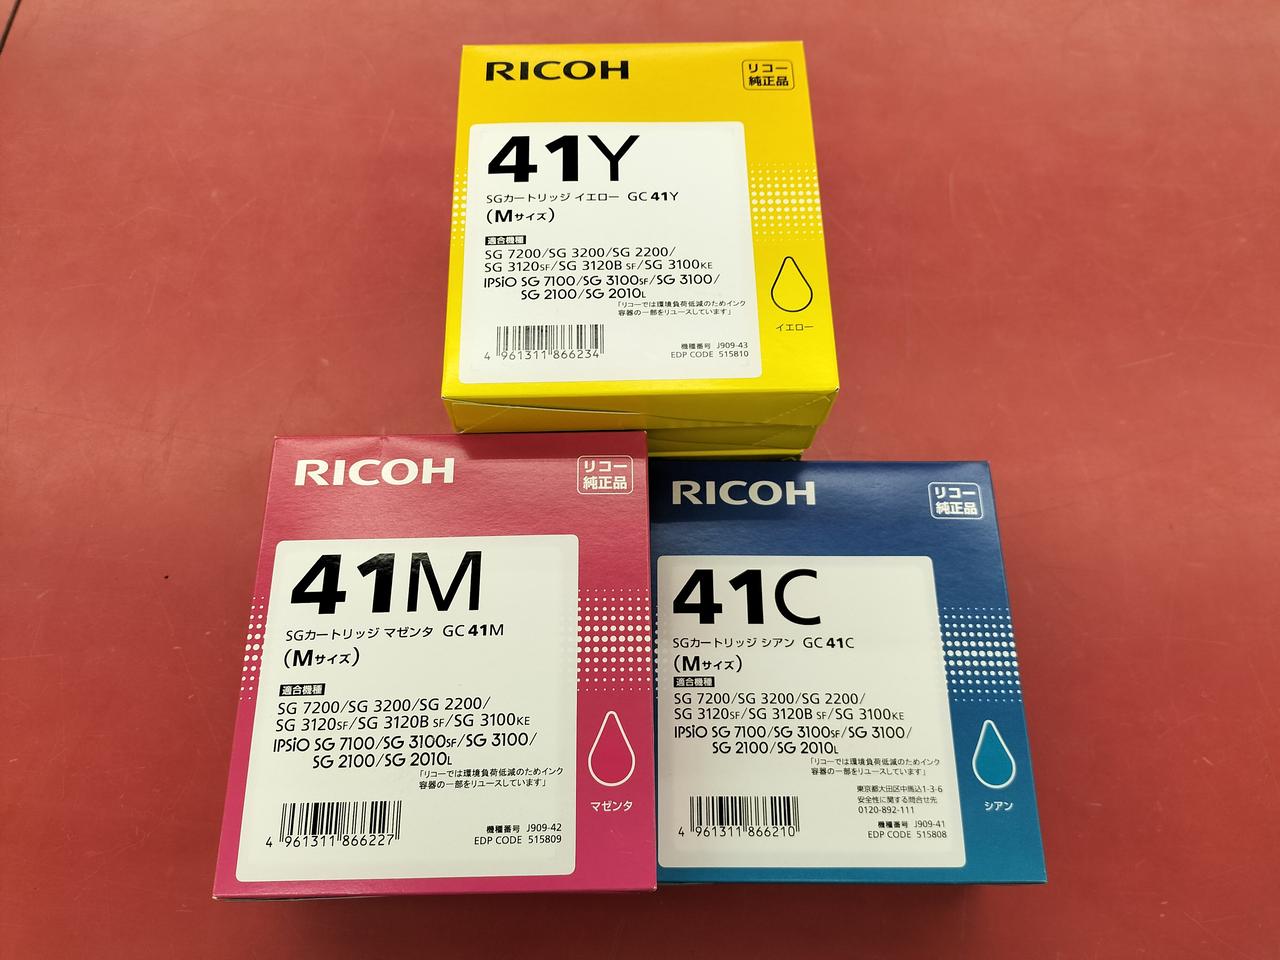 RICOH
リコー
純正品
41Y
SGカートリッジ イエロー GC 41Y
(Mサイズ)
適合機種
SG 7200/SG 3200/SG 2200/
SG 3120SF/SG 3120B SF/SG 3100KE
IPSiO SG 7100/SG 3100SF/SG 3100/
SG 2100/SG 2010L
「リコーでは環境負荷低減のためインク
容器の一部をリユースしています」
イエロー
4 961311 866234
機種番号 J909-43
EDP CODE 515810
RICOH
リコー
純正品
41M
SGカートリッジ マゼンタ GC 41M
(Mサイズ)
適合機種
SG 7200/SG 3200/SG 2200/
SG 3120SF/SG 3120B SF/SG 3100KE
IPSiO SG 7100/SG 3100SF/SG 3100/
SG 2100/SG 2010L
「リコーでは環境負荷低減のためインク
容器の一部をリユースしています」
マゼンタ
4 961311 866227
機種番号 J909-42
EDP CODE 515809
RICOH
リコー
純正品
41C
SGカートリッジ シアン GC 41C
(Mサイズ)
適合機種
SG 7200/SG 3200/SG 2200/
SG 3120SF/SG 3120B SF/SG 3100KE
IPSiO SG 7100/SG 3100SF/SG 3100/
SG 2100/SG 2010L
「リコーでは環境負荷低減のためインク
容器の一部をリユースしています」
東京都大田区中馬込1-3-6
安全性に関する問合せ先
0120-892-111
シアン
4 961311 866210
機種番号 J909-41
EDP CODE 515808